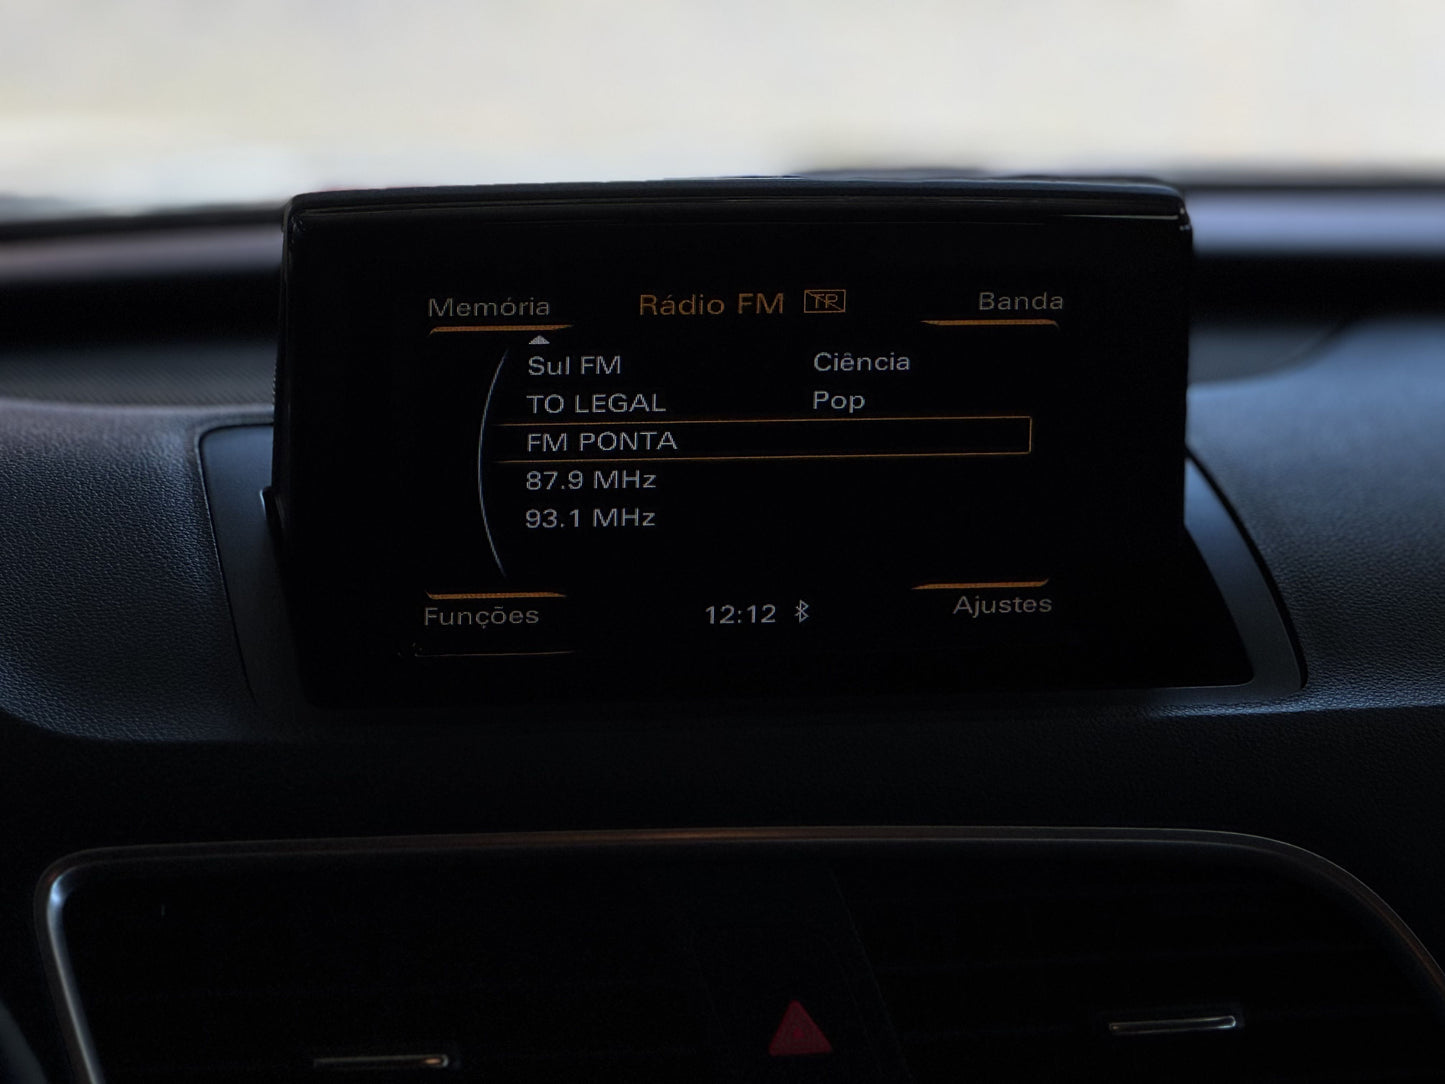 Memória Rádio FM TP Banda
Sul FM Ciência
TO LEGAL Pop
FM PONTA
87.9 MHz
93.1 MHz
Funções 12:12 Ajustes